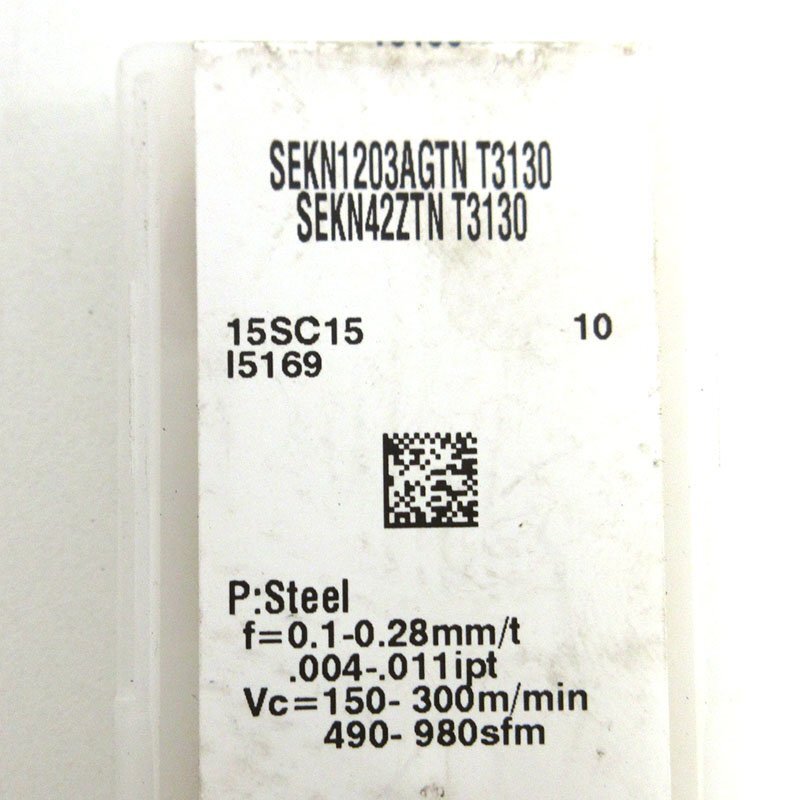 SEKN1203AGTN T3130
SEKN42ZTN T3130
15SC15 10
I5169
P:Steel
f=0.1-0.28mm/t
.004-.011ipt
Vc=150- 300m/min
490- 980sfm